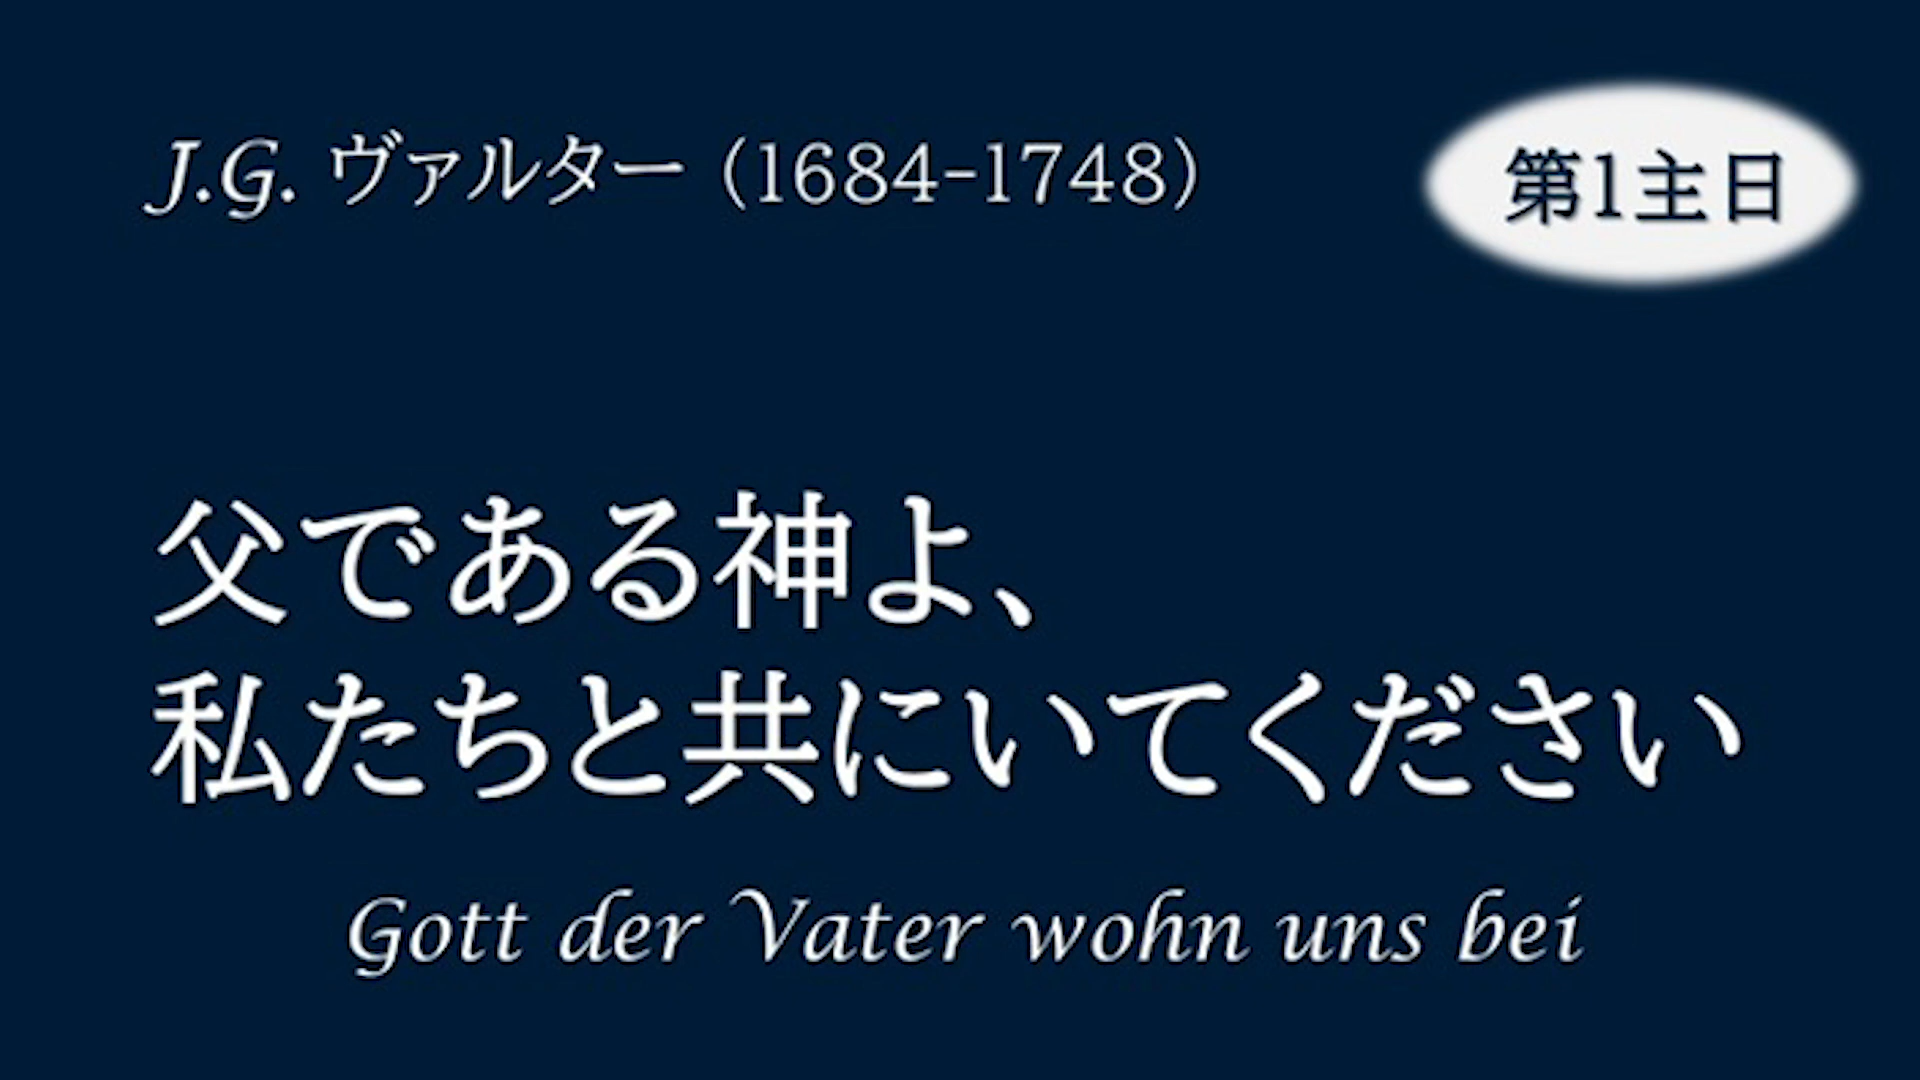 J.G. ヴァルター（1684-1748）
第1主日
父である神よ、
私たちと共にいてください
Gott der Vater wohn uns bei